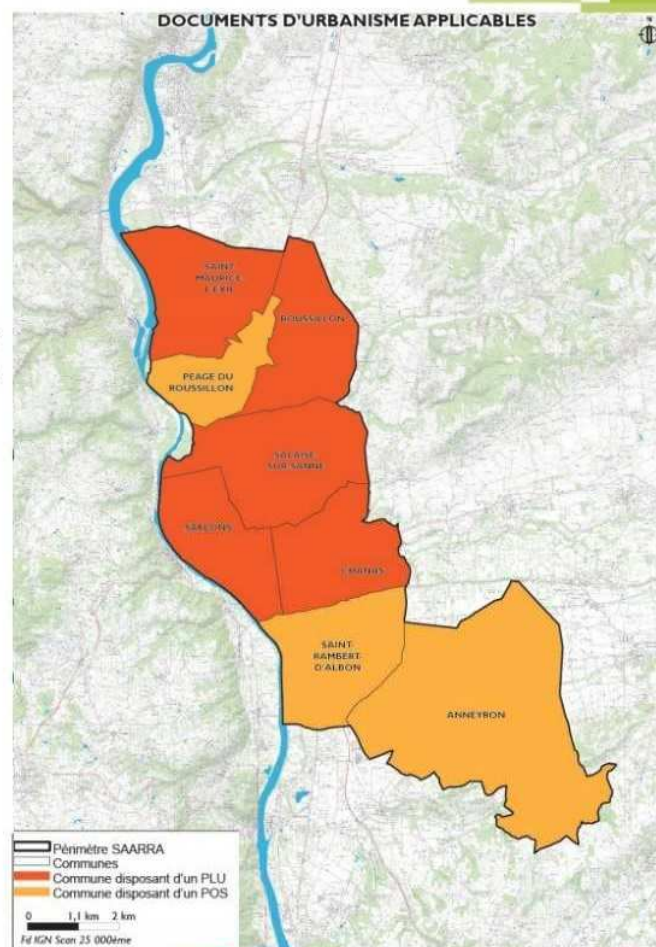 DOCUMENTS D'URBANISME APPLICABLES
N
SAINT-
MAURICE-
L'EXIL
ROUSSILLON
PEAGE DU
ROUSSILLON
SALAISE-
SUR-SANNE
SABLONS
CHANAS
SAINT-
RAMBERT-
D'ALBON
ANNEYRON
Périmètre SAARRA
Communes
Commune disposant d'un PLU
Commune disposant d'un POS
0 1,1 km 2 km
Fd IGN Scan 25 000ème